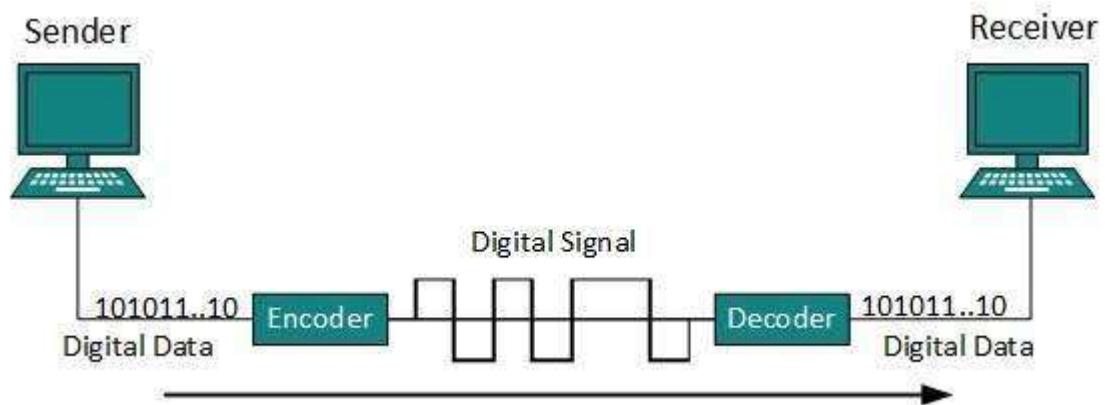 Sender
Receiver
Digital Signal
101011..10
Encoder
Decoder
101011..10
Digital Data
Digital Data